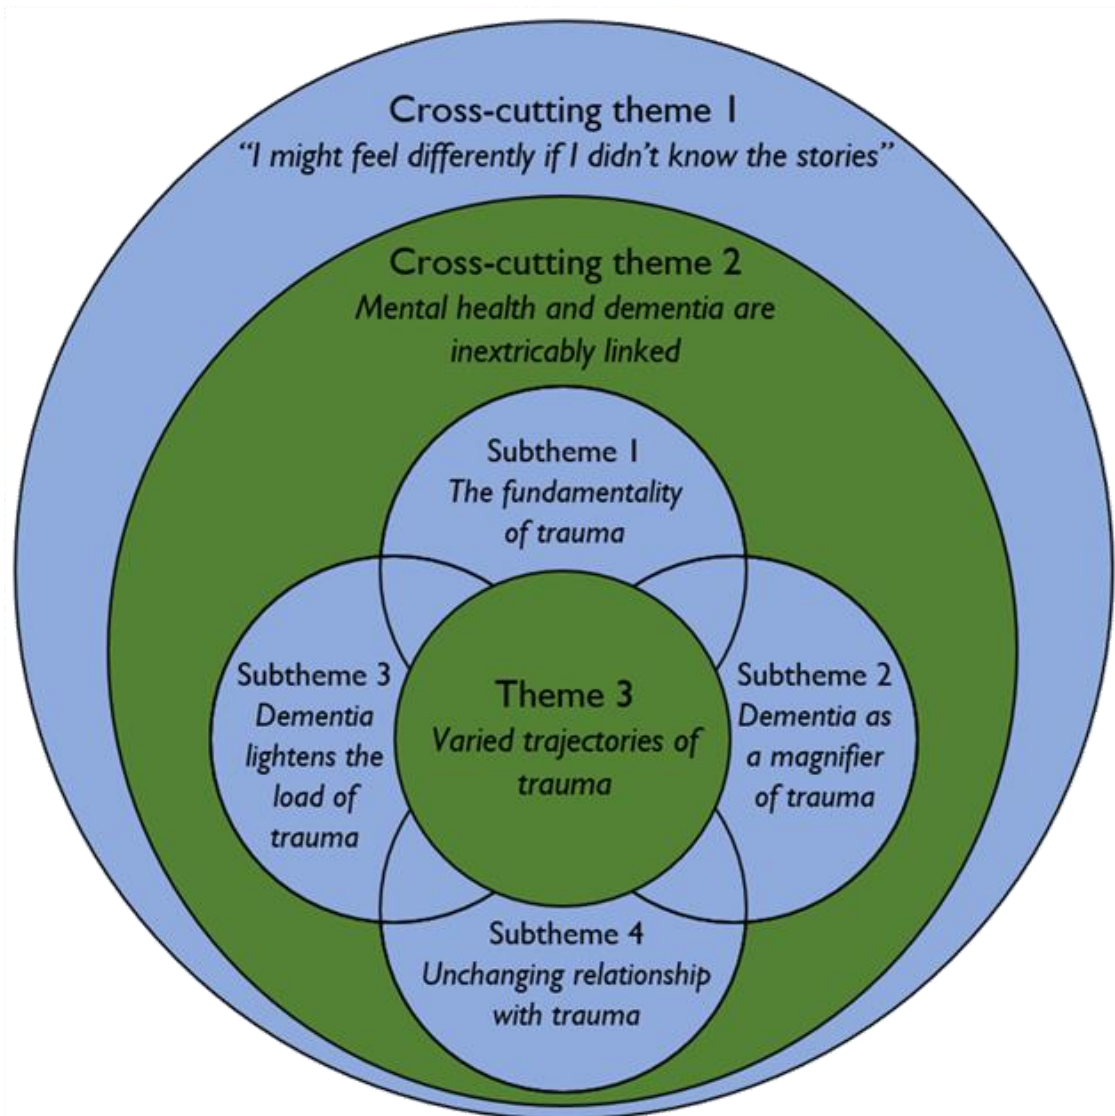 Cross-cutting theme 1
“I might feel differently if I didn’t know the stories”
Cross-cutting theme 2
Mental health and dementia are
inextricably linked
Subtheme 1
The fundamentality
of trauma
Subtheme 3
Dementia
lightens the
load of
trauma
Theme 3
Varied trajectories of
trauma
Subtheme 2
Dementia as
a magnifier
of trauma
Subtheme 4
Unchanging relationship
with trauma